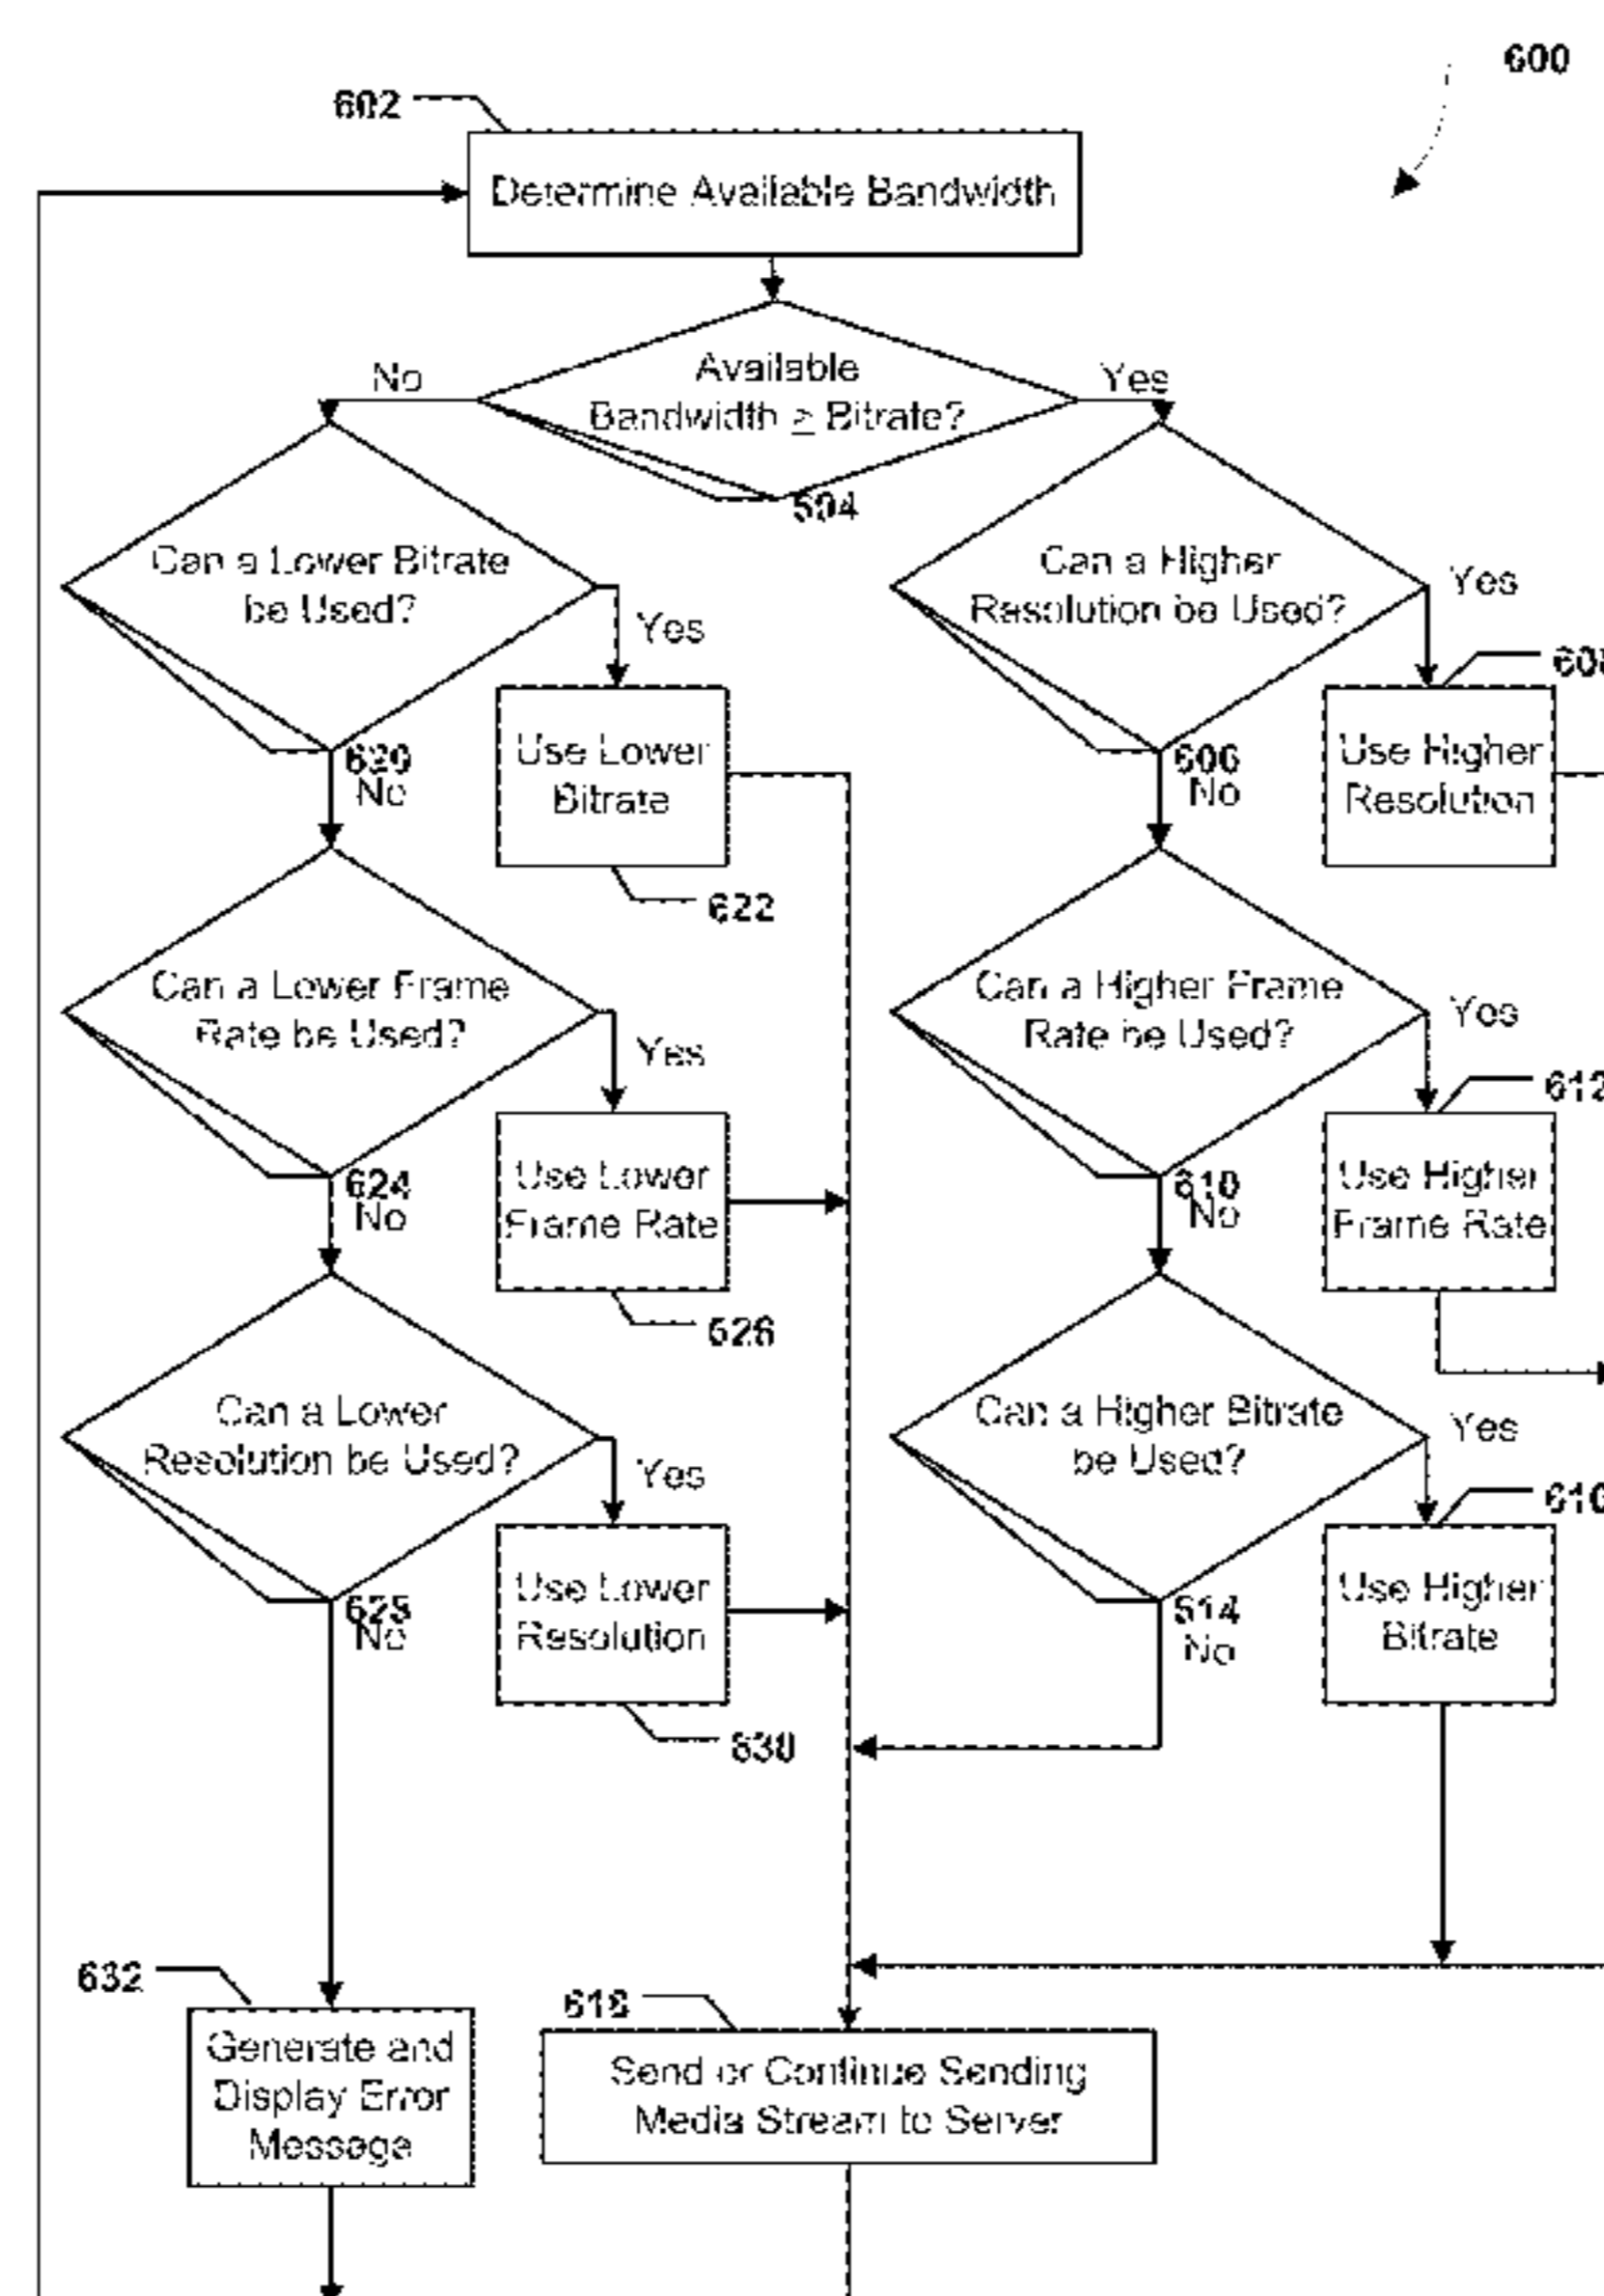 600
602
Determine Available Bandwidth
No
Available
Bandwidth ≥ Bitrate?
Yes
504
Can a Lower Bitrate
be Used?
Yes
Can a Higher
Resolution be Used?
Yes
Use Lower
Bitrate
Use Higher
Resolution
620
No
606
No
622
Can a Lower Frame
Rate be Used?
Yes
Can a Higher Frame
Rate be Used?
Yes
612
Use Lower
Frame Rate
Use Higher
Frame Rate
624
No
610
No
526
Can a Lower
Resolution be Used?
Yes
Can a Higher Bitrate
be Used?
Yes
Use Lower
Resolution
Use Higher
Bitrate
No
514
No
630
632
Generate and
Display Error
Message
618
Send or Continue Sending
Media Stream to Server